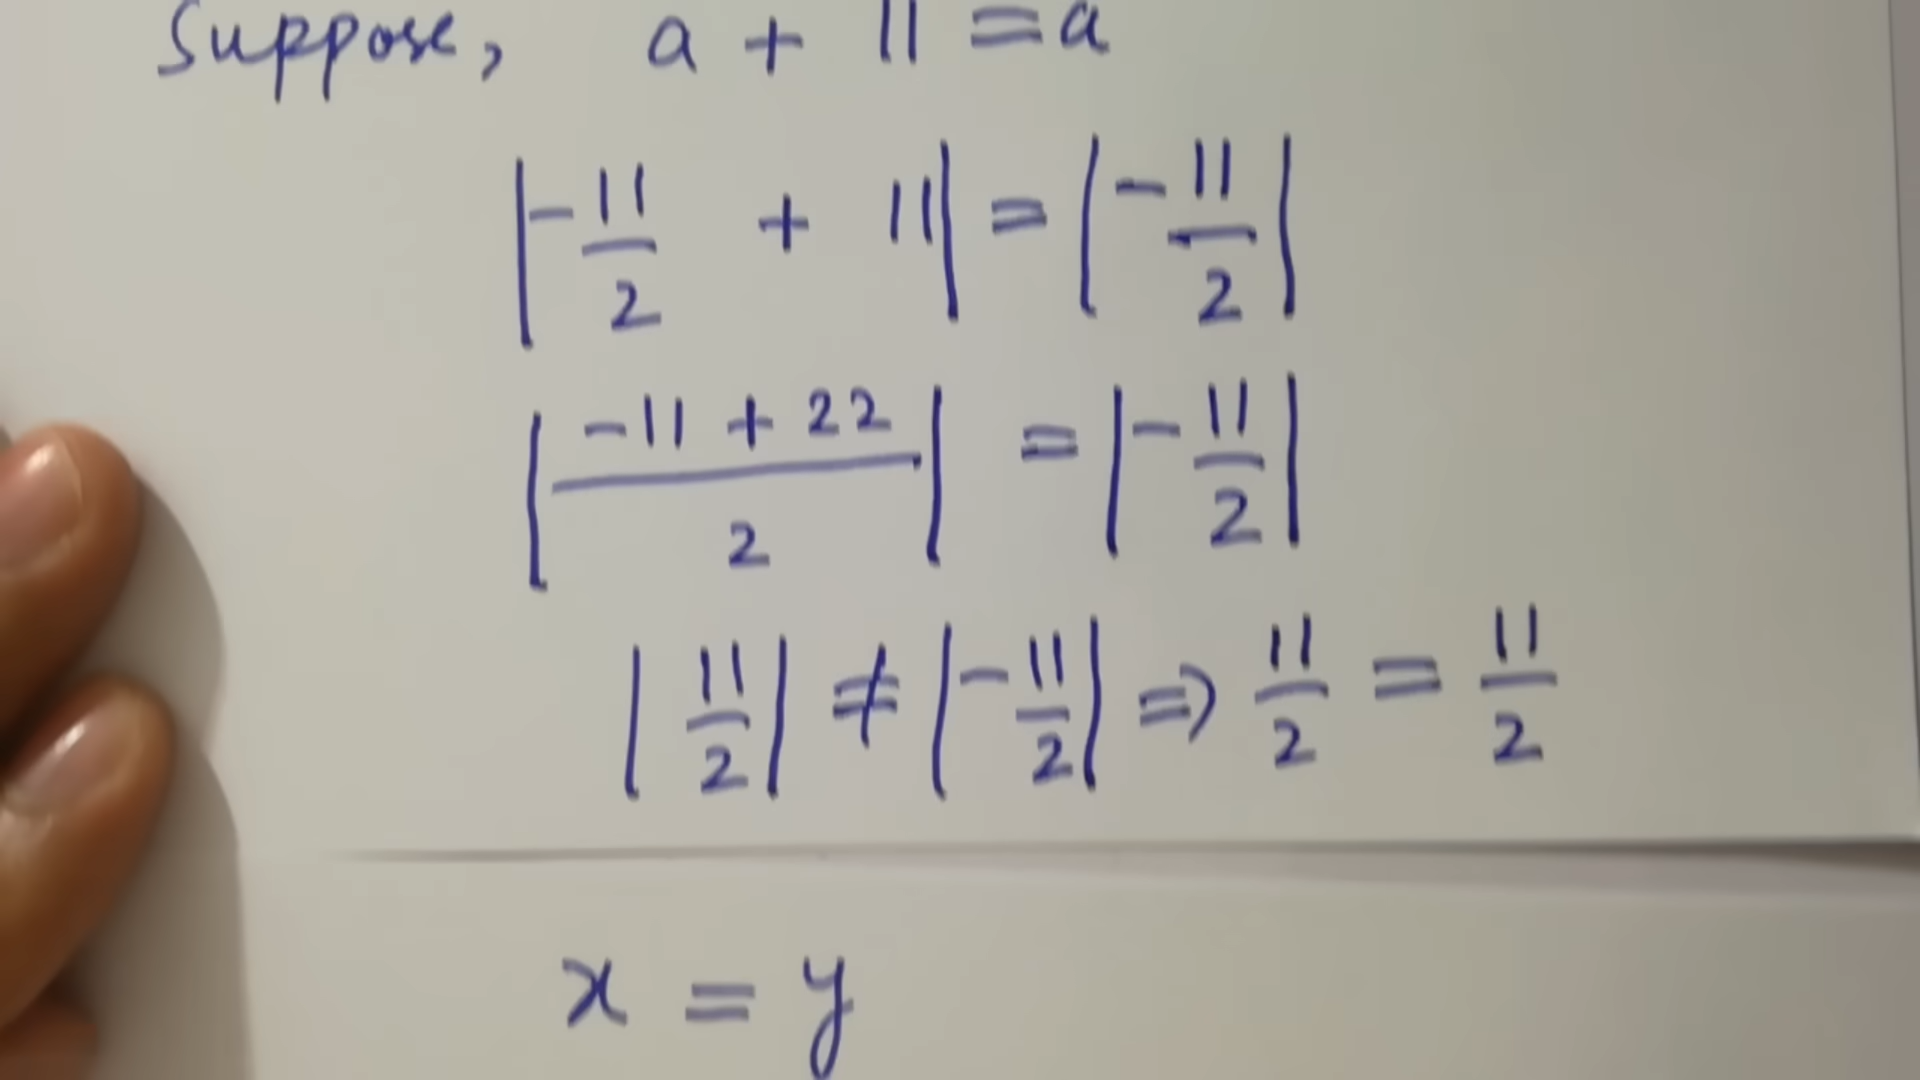 Suppose, a + 11 = a
|-11/2 + 11| = |-11/2|
|(-11 + 22)/2| = |-11/2|
|11/2| ≠ |-11/2| ⇒ 11/2 = 11/2
x = y